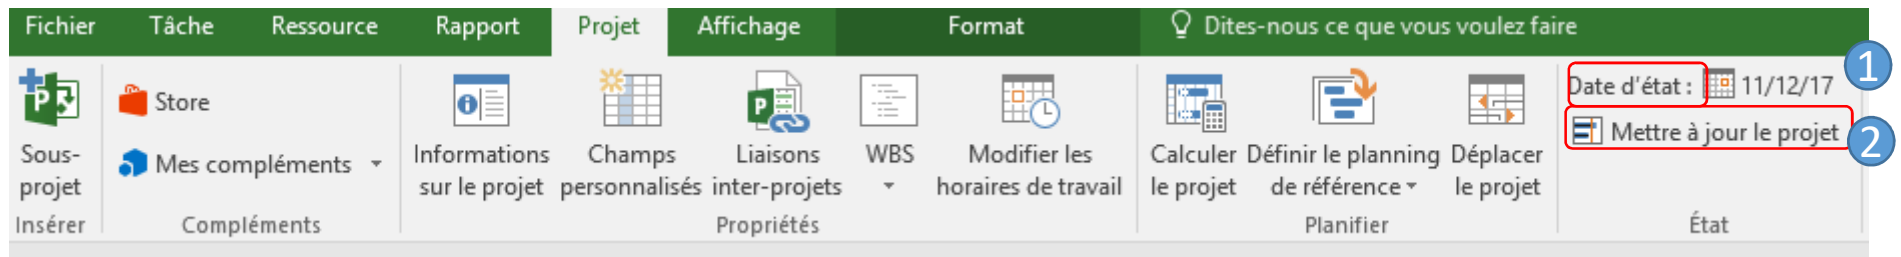 Fichier Tâche Ressource Rapport Projet Affichage Format Dites-nous ce que vous voulez faire
1
Sous-
projet
Insérer
Store
Mes compléments
Compléments
Informations
sur le projet
Champs
personnalisés
Liaisons
inter-projets
WBS
Modifier les
horaires de travail
Propriétés
Calculer
le projet
Définir le planning
de référence
Déplacer
le projet
Planifier
Date d'état : 11/12/17
Mettre à jour le projet
2
État